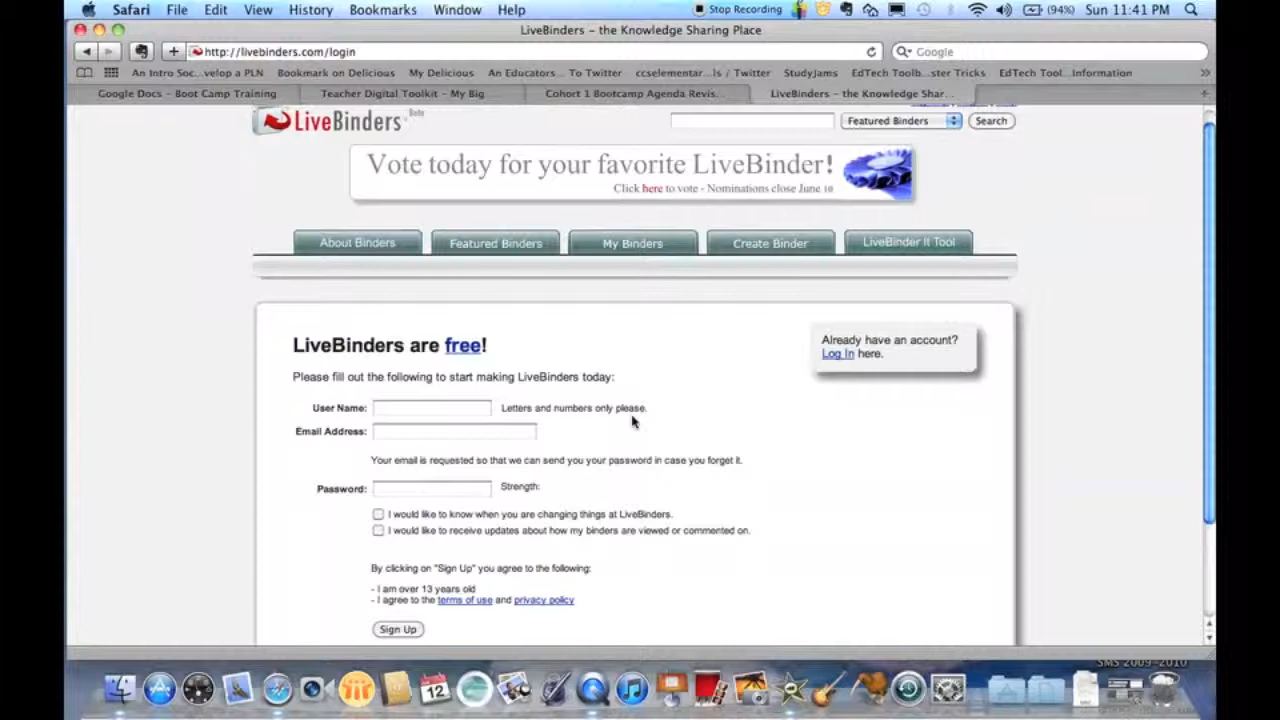 Safari File Edit View History Bookmarks Window Help Stop Recording (94%) Sun 11:41 PM
LiveBinders – the Knowledge Sharing Place
http://livebinders.com/login Google
An Intro Soc...velop a PLN Bookmark on Delicious My Delicious An Educators... To Twitter ccselementar...ls / Twitter StudyJams EdTech Toolb...ster Tricks EdTech Tool...Information
Google Docs - Boot Camp Training Teacher Digital Toolkit - My Big ... Cohort 1 Bootcamp Agenda Revis... LiveBinders – the Knowledge Shar...
LiveBinders Beta Featured Binders Search
Vote today for your favorite LiveBinder!
Click here to vote - Nominations close June 10
About Binders Featured Binders My Binders Create Binder LiveBinder It Tool
LiveBinders are free!
Already have an account?
Log In here.
Please fill out the following to start making LiveBinders today:
User Name: Letters and numbers only please.
Email Address:
Your email is requested so that we can send you your password in case you forget it.
Password: Strength:
I would like to know when you are changing things at LiveBinders.
I would like to receive updates about how my binders are viewed or commented on.
By clicking on "Sign Up" you agree to the following:
- I am over 13 years old
- I agree to the terms of use and privacy policy
Sign Up
SMS 2009-2010
12